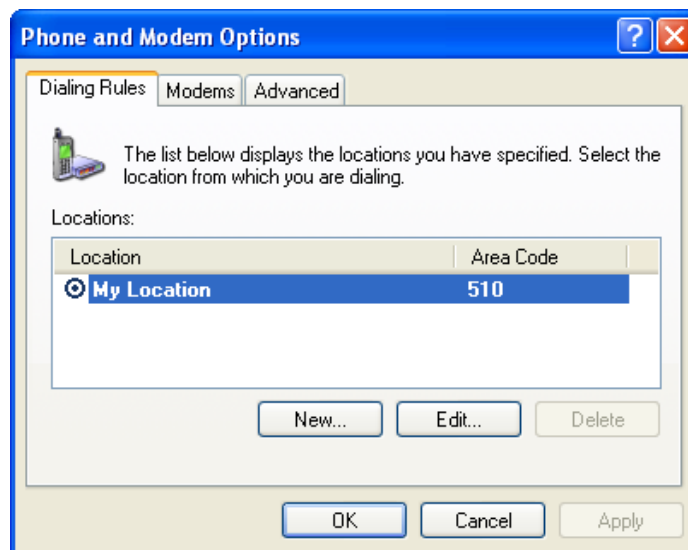 Phone and Modem Options
Dialing Rules Modems Advanced
The list below displays the locations you have specified. Select the
location from which you are dialing.
Locations:
Location Area Code
My Location 510
New... Edit... Delete
OK Cancel Apply